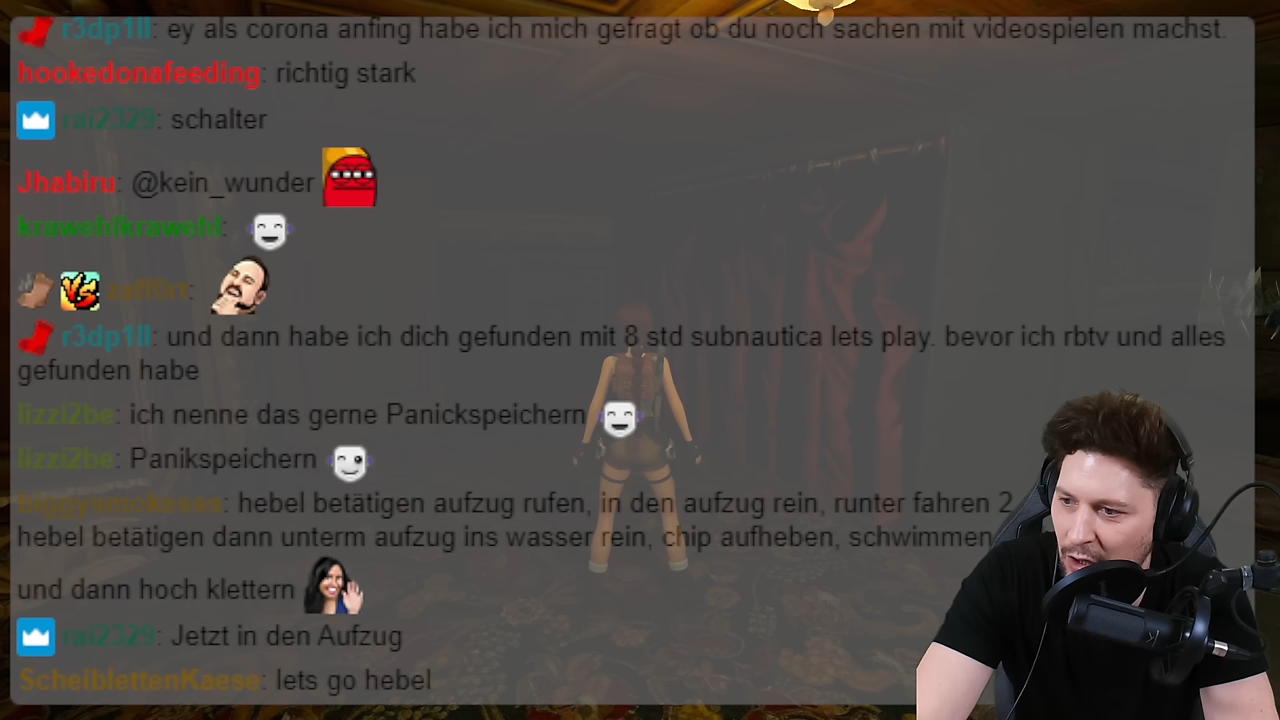 r3dp1ll: ey als corona anfing habe ich mich gefragt ob du noch sachen mit videospielen machst.
hookedonafeeding: richtig stark
rai2329: schalter
Jhabiru: @kein_wunder
krawehlkrawehl:
VS zaff0rt:
r3dp1ll: und dann habe ich dich gefunden mit 8 std subnautica lets play. bevor ich rbtv und alles
gefunden habe
lizzi2be: ich nenne das gerne Panickspeichern
lizzi2be: Panikspeichern
biggysmokesss: hebel betätigen aufzug rufen, in den aufzug rein, runter fahren 2
hebel betätigen dann unterm aufzug ins wasser rein, chip aufheben, schwimmen
und dann hoch klettern
rai2329: Jetzt in den Aufzug
ScheiblettenKaese: lets go hebel